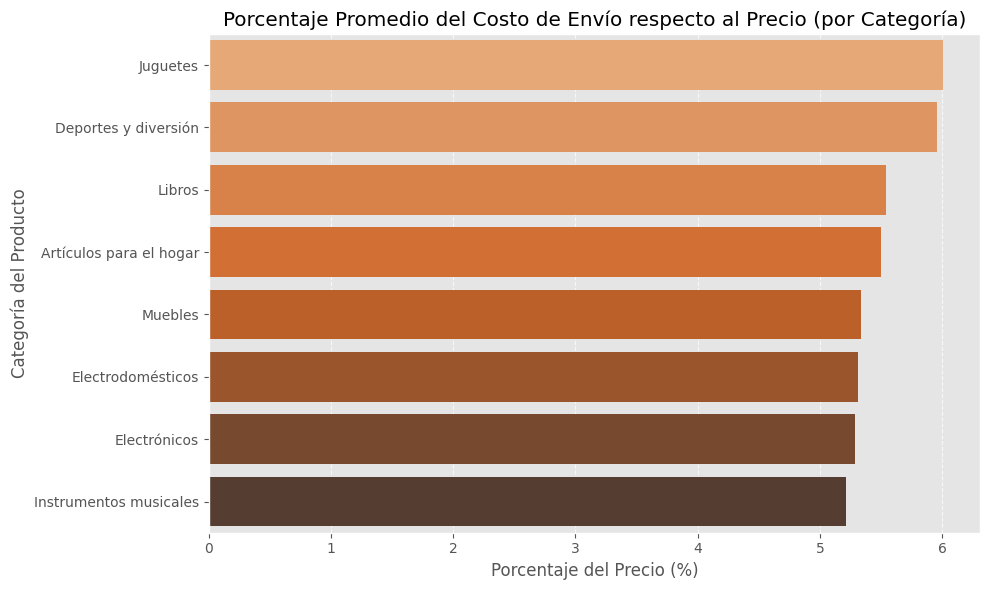 Porcentaje Promedio del Costo de Envío respecto al Precio (por Categoría)
Categoría del Producto
Juguetes
Deportes y diversión
Libros
Artículos para el hogar
Muebles
Electrodomésticos
Electrónicos
Instrumentos musicales
0 1 2 3 4 5 6
Porcentaje del Precio (%)